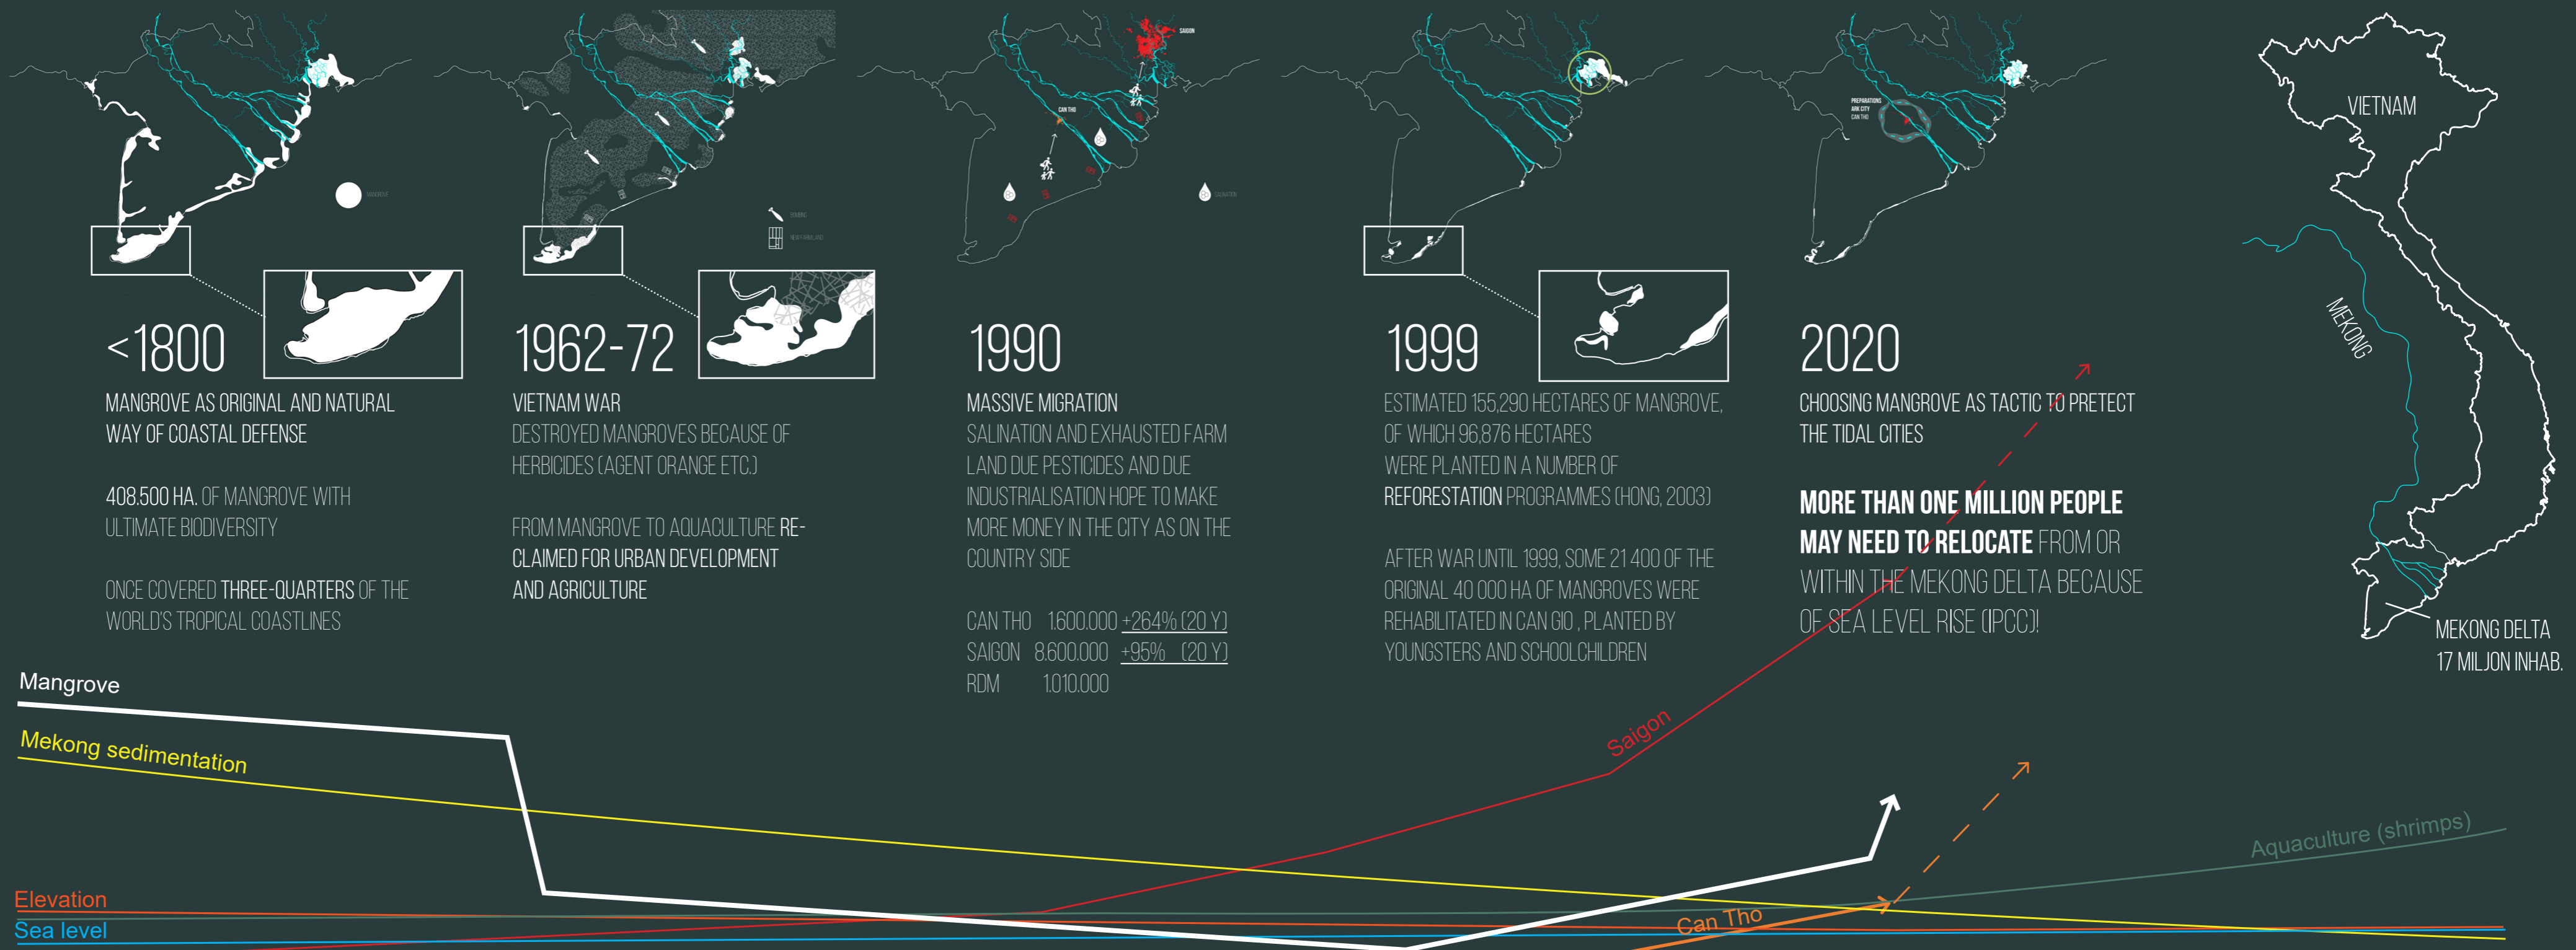 SAIGON
CAN THO
PREPARATIONS
ARK CITY
CAN THO
MANGROVE
BOMBING
NEW FARMLAND
SALINATION
<1800
MANGROVE AS ORIGINAL AND NATURAL
WAY OF COASTAL DEFENSE
408.500 HA. OF MANGROVE WITH
ULTIMATE BIODIVERSITY
ONCE COVERED THREE-QUARTERS OF THE
WORLD'S TROPICAL COASTLINES
1962-72
VIETNAM WAR
DESTROYED MANGROVES BECAUSE OF
HERBICIDES (AGENT ORANGE ETC.)
FROM MANGROVE TO AQUACULTURE RE-
CLAIMED FOR URBAN DEVELOPMENT
AND AGRICULTURE
1990
MASSIVE MIGRATION
SALINATION AND EXHAUSTED FARM
LAND DUE PESTICIDES AND DUE
INDUSTRIALISATION HOPE TO MAKE
MORE MONEY IN THE CITY AS ON THE
COUNTRY SIDE
CAN THO 1.600.000 +264% (20 Y)
SAIGON 8.600.000 +95% (20 Y)
RDM 1.010.000
1999
ESTIMATED 155,290 HECTARES OF MANGROVE,
OF WHICH 96,876 HECTARES
WERE PLANTED IN A NUMBER OF
REFORESTATION PROGRAMMES (HONG, 2003)
AFTER WAR UNTIL 1999, SOME 21 400 OF THE
ORIGINAL 40 000 HA OF MANGROVES WERE
REHABILITATED IN CAN GIO , PLANTED BY
YOUNGSTERS AND SCHOOLCHILDREN
2020
CHOOSING MANGROVE AS TACTIC TO PRETECT
THE TIDAL CITIES
MORE THAN ONE MILLION PEOPLE
MAY NEED TO RELOCATE FROM OR
WITHIN THE MEKONG DELTA BECAUSE
OF SEA LEVEL RISE (IPCC)!
VIETNAM
MEKONG
MEKONG DELTA
17 MILJON INHAB.
Mangrove
Mekong sedimentation
Elevation
Sea level
Saigon
Can Tho
Aquaculture (shrimps)